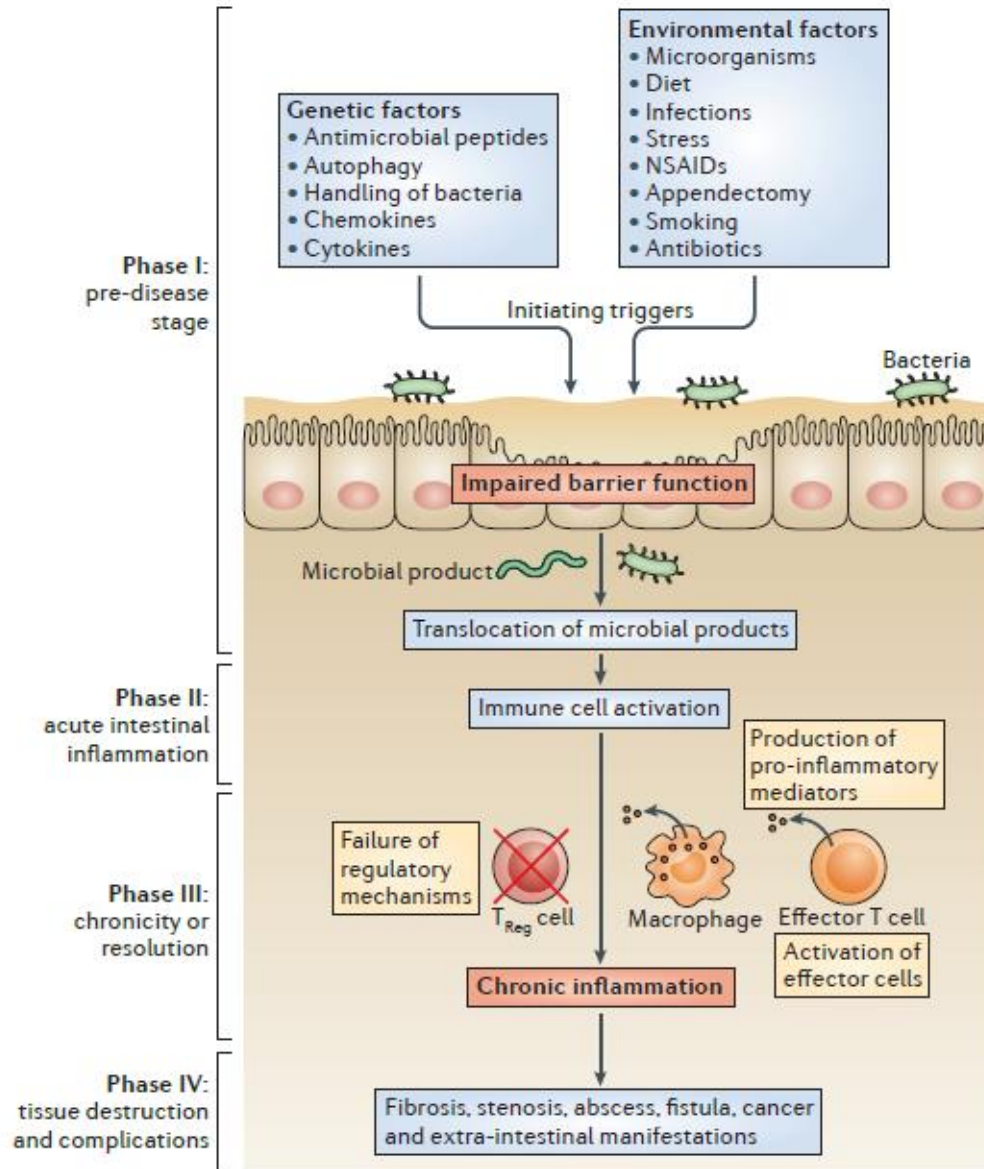 Genetic factors
• Antimicrobial peptides
• Autophagy
• Handling of bacteria
• Chemokines
• Cytokines
Environmental factors
• Microorganisms
• Diet
• Infections
• Stress
• NSAIDs
• Appendectomy
• Smoking
• Antibiotics
Phase I:
pre-disease
stage
Initiating triggers
Bacteria
Impaired barrier function
Microbial product
Translocation of microbial products
Phase II:
acute intestinal
inflammation
Immune cell activation
Production of
pro-inflammatory
mediators
Phase III:
chronicity or
resolution
Failure of
regulatory
mechanisms
TReg cell
Macrophage
Effector T cell
Activation of
effector cells
Chronic inflammation
Phase IV:
tissue destruction
and complications
Fibrosis, stenosis, abscess, fistula, cancer
and extra-intestinal manifestations